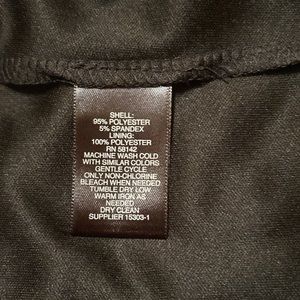 SHELL:
95% POLYESTER
5% SPANDEX
LINING:
100% POLYESTER
RN 58142
MACHINE WASH COLD
WITH SIMILAR COLORS
GENTLE CYCLE
ONLY NON-CHLORINE
BLEACH WHEN NEEDED
TUMBLE DRY LOW
WARM IRON AS
NEEDED
DRY CLEAN
SUPPLIER 15303-1